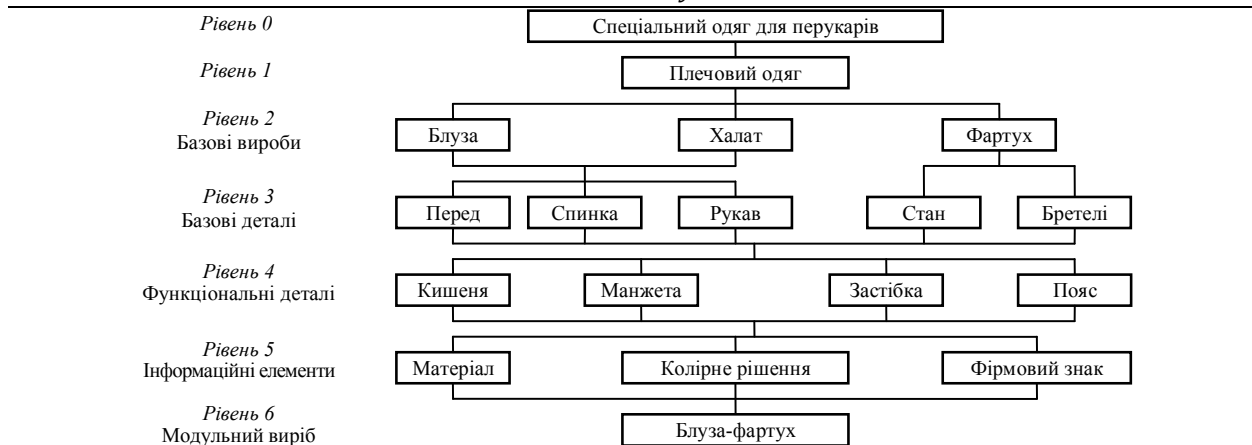 Рівень 0
Спеціальний одяг для перукарів
Рівень 1
Плечовий одяг
Рівень 2
Базові вироби
Блуза
Халат
Фартух
Рівень 3
Базові деталі
Перед
Спинка
Рукав
Стан
Бретелі
Рівень 4
Функціональні деталі
Кишеня
Манжета
Застібка
Пояс
Рівень 5
Інформаційні елементи
Матеріал
Колірне рішення
Фірмовий знак
Рівень 6
Модульний виріб
Блуза-фартух